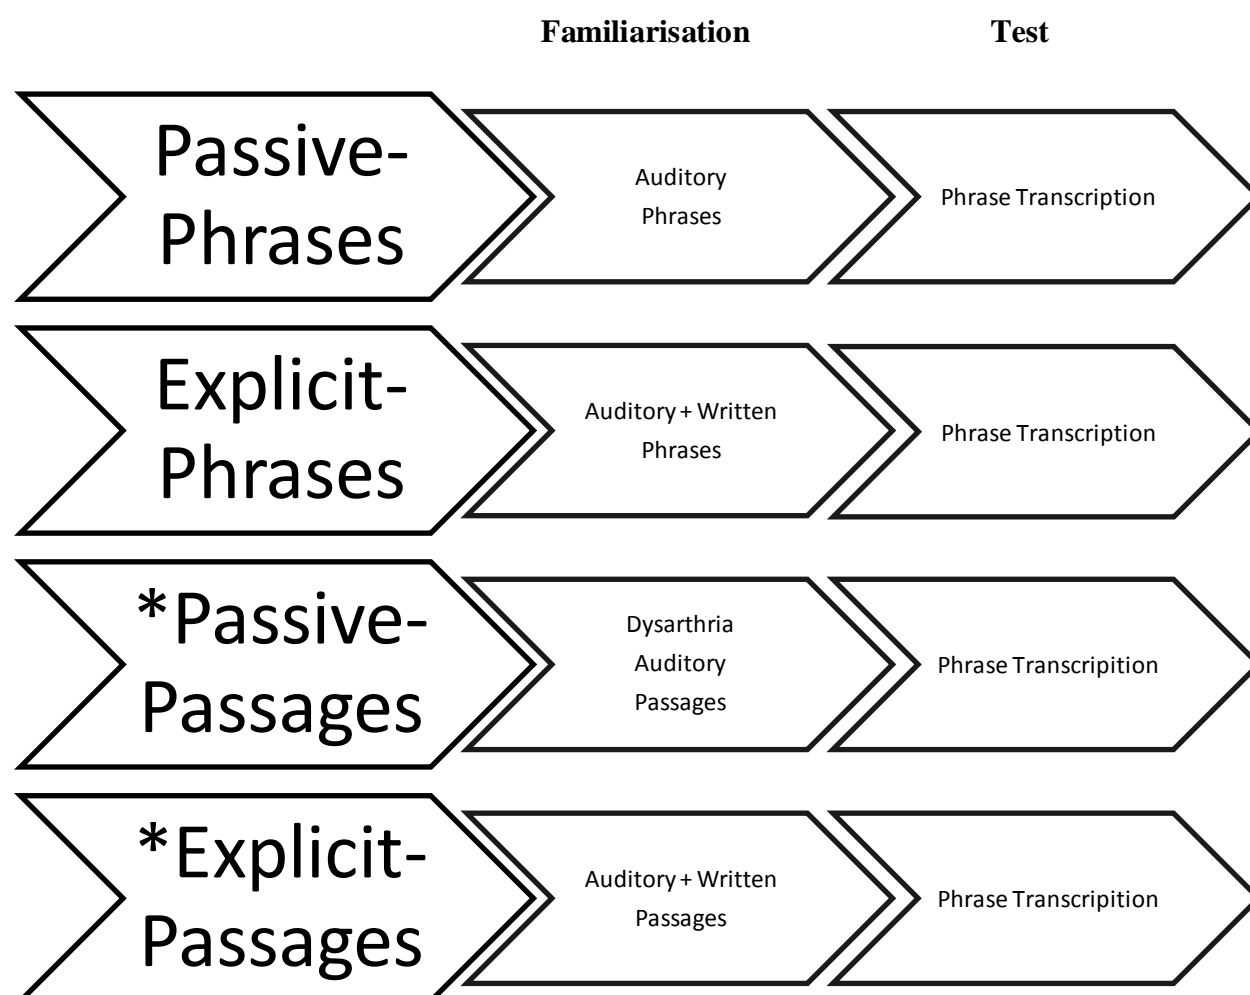 Familiarisation Test
Passive-
Phrases
Auditory
Phrases
Phrase Transcription
Explicit-
Phrases
Auditory + Written
Phrases
Phrase Transcription
*Passive-
Passages
Dysarthria
Auditory
Passages
Phrase Transcripition
*Explicit-
Passages
Auditory + Written
Passages
Phrase Transcripition